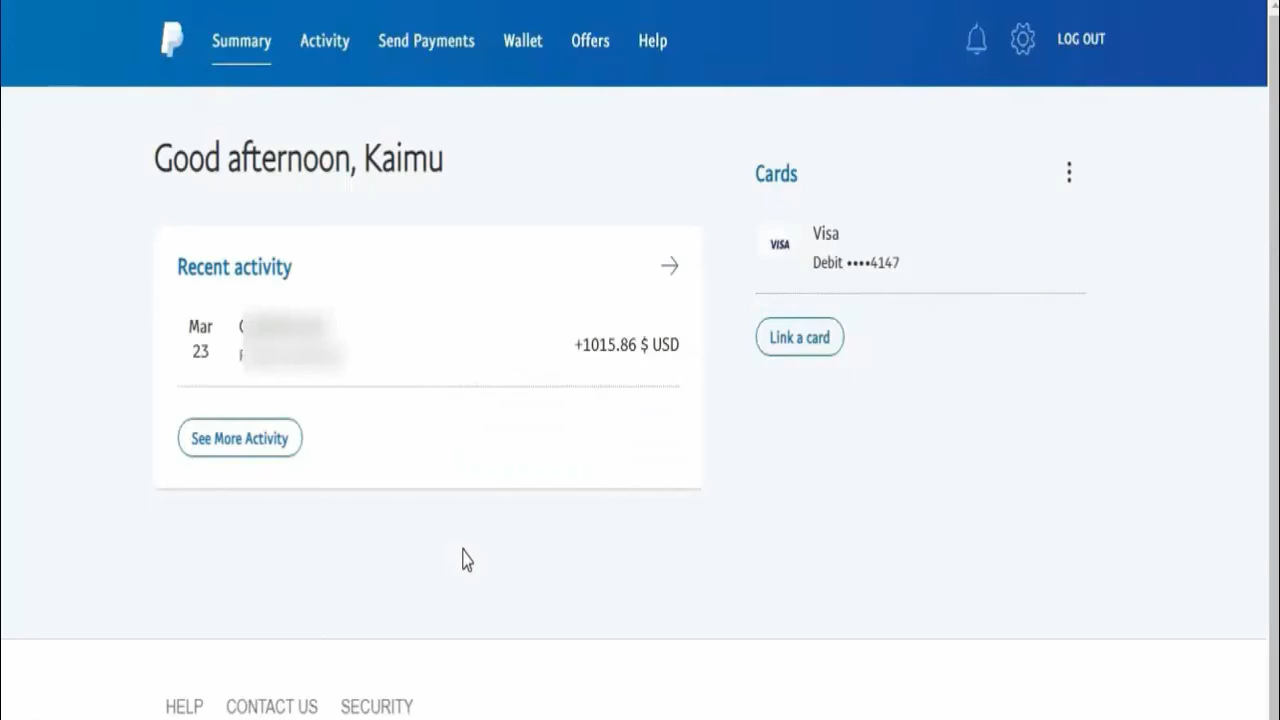 Summary Activity Send Payments Wallet Offers Help LOG OUT
Good afternoon, Kaimu
Cards
VISA
Visa
Debit ••••4147
Link a card
Recent activity
Mar
23
+1015.86 $ USD
See More Activity
HELP CONTACT US SECURITY